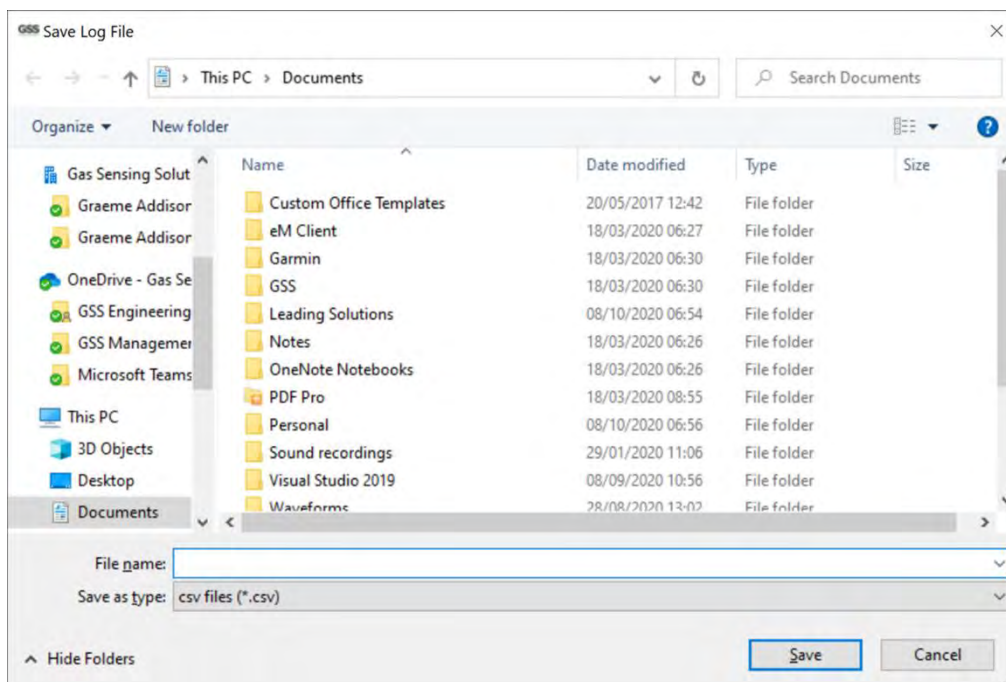 GSS Save Log File
This PC > Documents
Search Documents
Organize
New folder
Name
Date modified
Type
Size
Gas Sensing Solut
Graeme Addisor
Graeme Addisor
OneDrive - Gas Se
GSS Engineering
GSS Managemer
Microsoft Teams
This PC
3D Objects
Desktop
Documents
Custom Office Templates 20/05/2017 12:42 File folder
eM Client 18/03/2020 06:27 File folder
Garmin 18/03/2020 06:30 File folder
GSS 18/03/2020 06:30 File folder
Leading Solutions 08/10/2020 06:54 File folder
Notes 18/03/2020 06:26 File folder
OneNote Notebooks 18/03/2020 06:26 File folder
PDF Pro 18/03/2020 08:55 File folder
Personal 08/10/2020 06:56 File folder
Sound recordings 29/01/2020 11:06 File folder
Visual Studio 2019 08/09/2020 10:56 File folder
Waveforms 28/08/2020 13:02 File folder
File name:
Save as type: csv files (*.csv)
Hide Folders
Save
Cancel